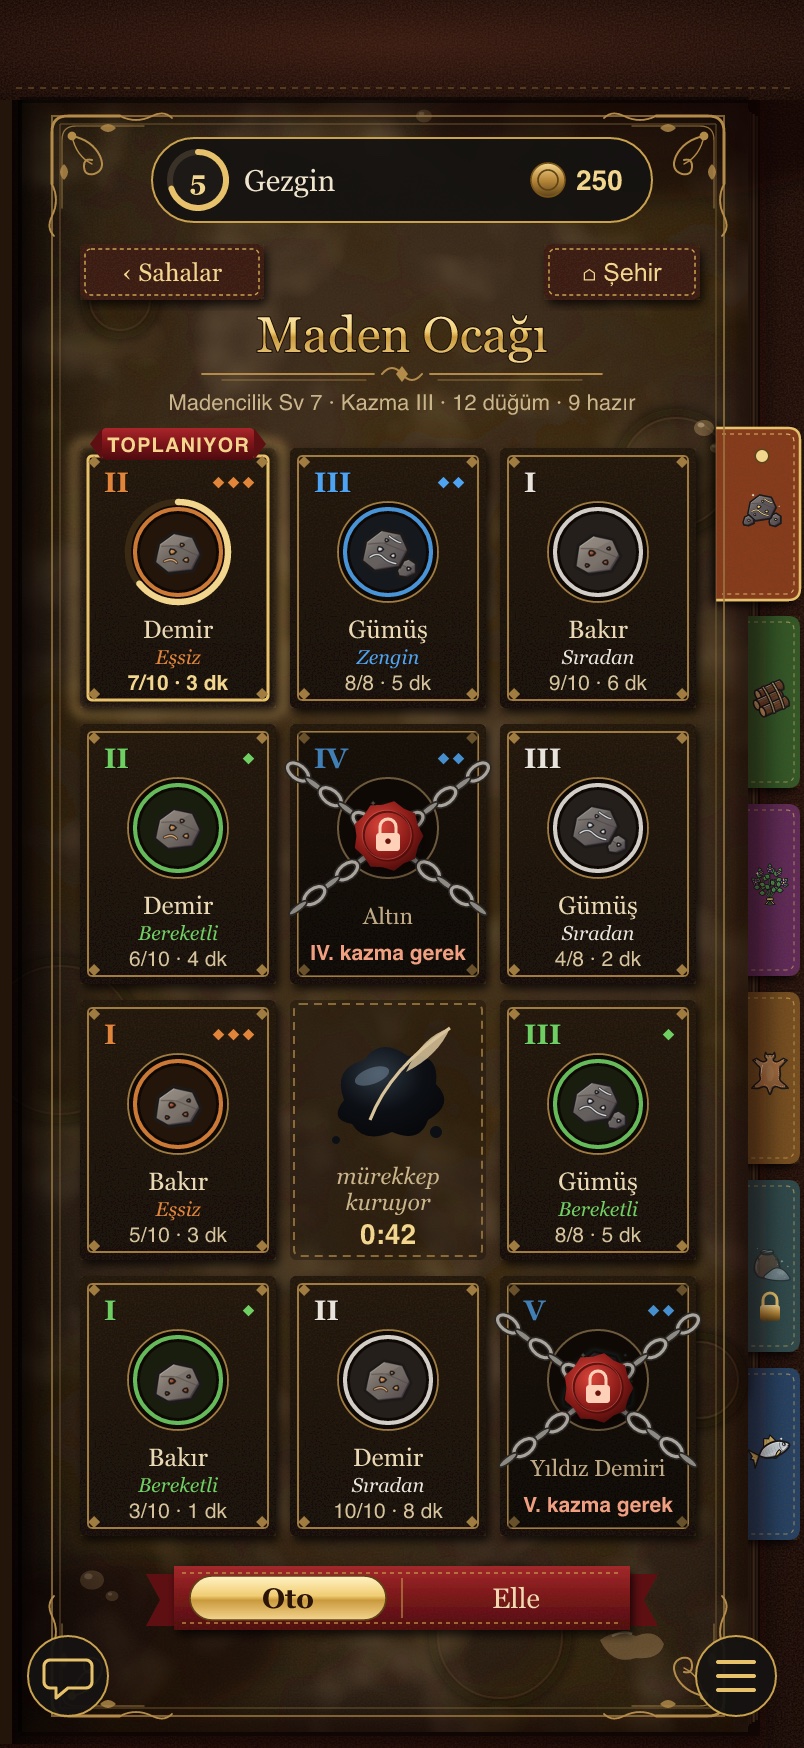 5 Gezgin 250
‹ Sahalar
⌂ Şehir
Maden Ocağı
Madencilik Sv 7 · Kazma III · 12 düğüm · 9 hazır
TOPLANIYOR
II
Demir
Eşsiz
7/10 · 3 dk
III
Gümüş
Zengin
8/8 · 5 dk
I
Bakır
Sıradan
9/10 · 6 dk
II
Demir
Bereketli
6/10 · 4 dk
IV
Altın
IV. kazma gerek
III
Gümüş
Sıradan
4/8 · 2 dk
I
Bakır
Eşsiz
5/10 · 3 dk
mürekkep
kuruyor
0:42
III
Gümüş
Bereketli
8/8 · 5 dk
I
Bakır
Bereketli
3/10 · 1 dk
II
Demir
Sıradan
10/10 · 8 dk
V
Yıldız Demiri
V. kazma gerek
Oto
Elle